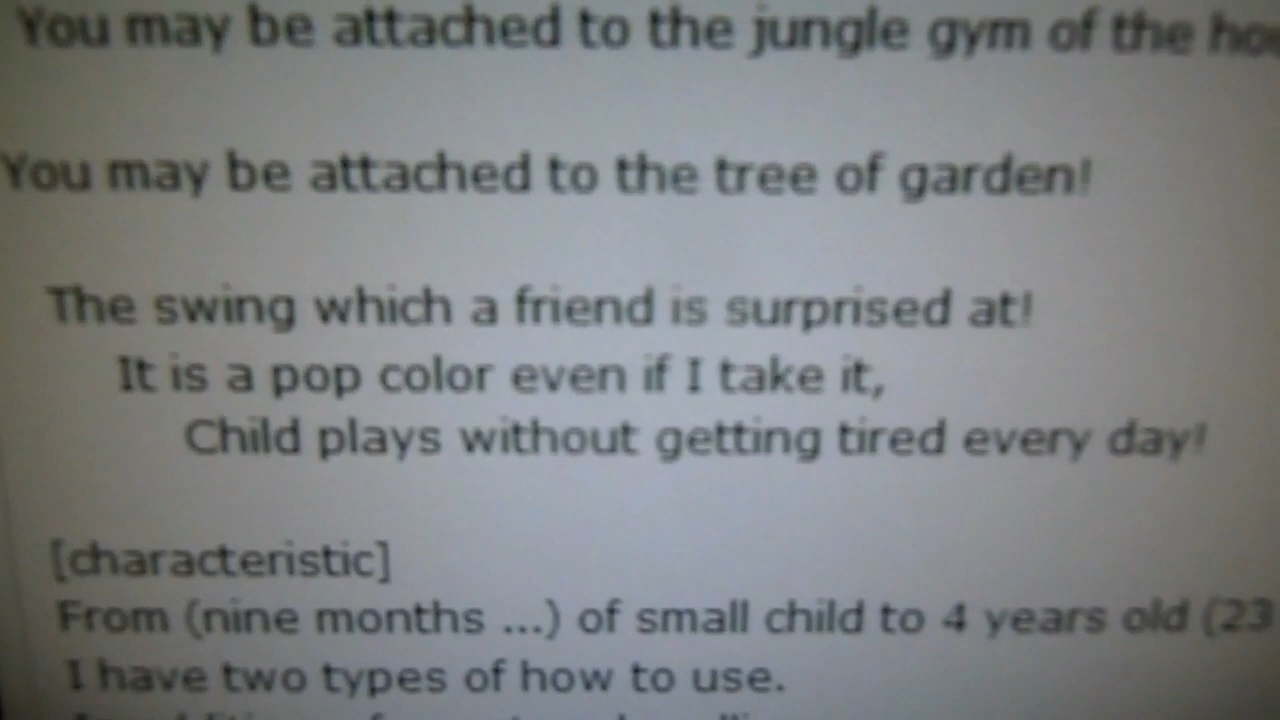 You may be attached to the jungle gym of the
You may be attached to the tree of garden!
The swing which a friend is surprised at!
It is a pop color even if I take it,
Child plays without getting tired every day!
[characteristic]
From (nine months ...) of small child to 4 years old (23
I have two types of how to use.